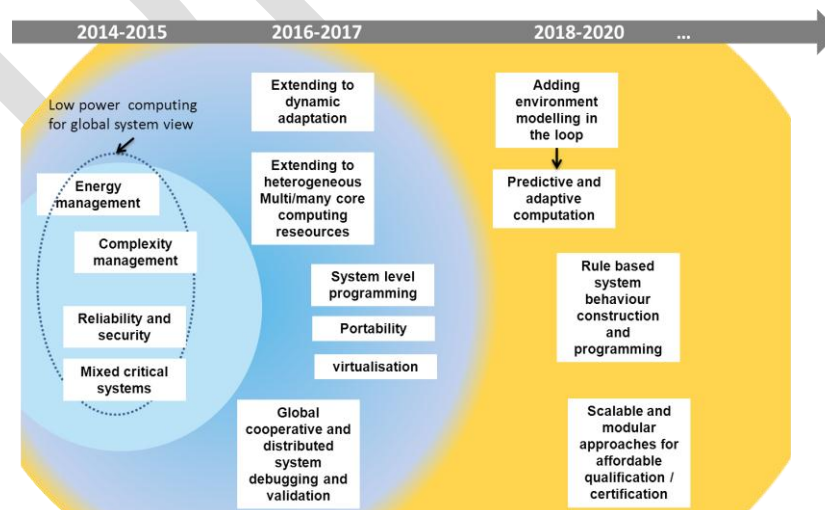 2014-2015
2016-2017
2018-2020 ...
Low power computing
for global system view
Energy
management
Complexity
management
Reliability and
security
Mixed critical
systems
Extending to
dynamic
adaptation
Extending to
heterogeneous
Multi/many core
computing
reseources
System level
programming
Portability
virtualisation
Global
cooperative and
distributed
system
debugging and
validation
Adding
environment
modelling in
the loop
Predictive and
adaptive
computation
Rule based
system
behaviour
construction
and
programming
Scalable and
modular
approaches for
affordable
qualification /
certification